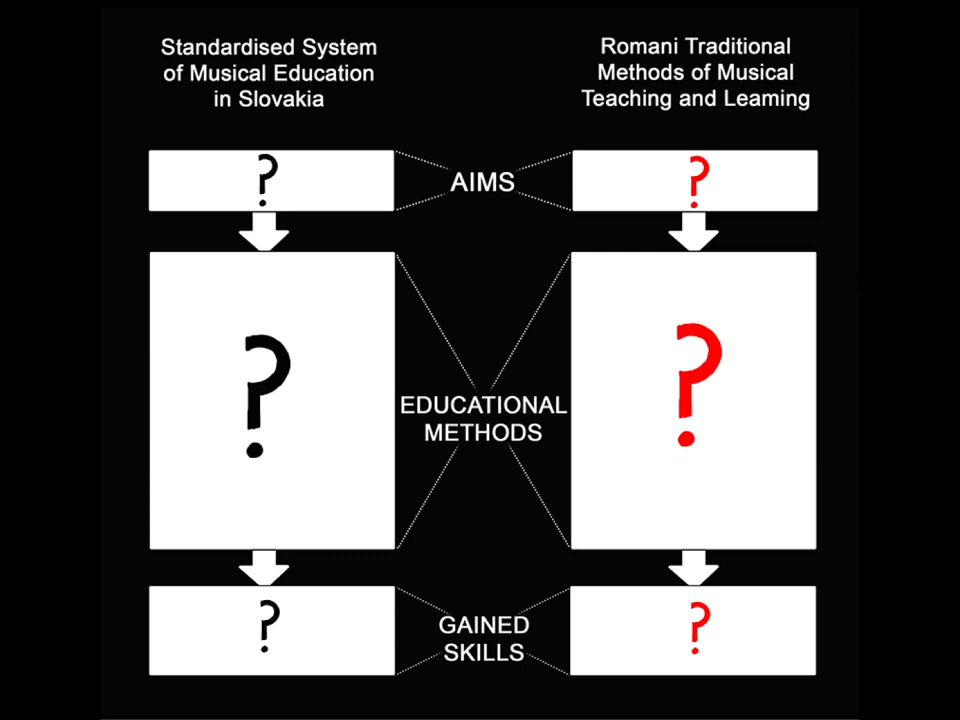 Standardised System
of Musical Education
in Slovakia
Romani Traditional
Methods of Musical
Teaching and Learning
?
AIMS
?
?
EDUCATIONAL
METHODS
?
?
GAINED
SKILLS
?